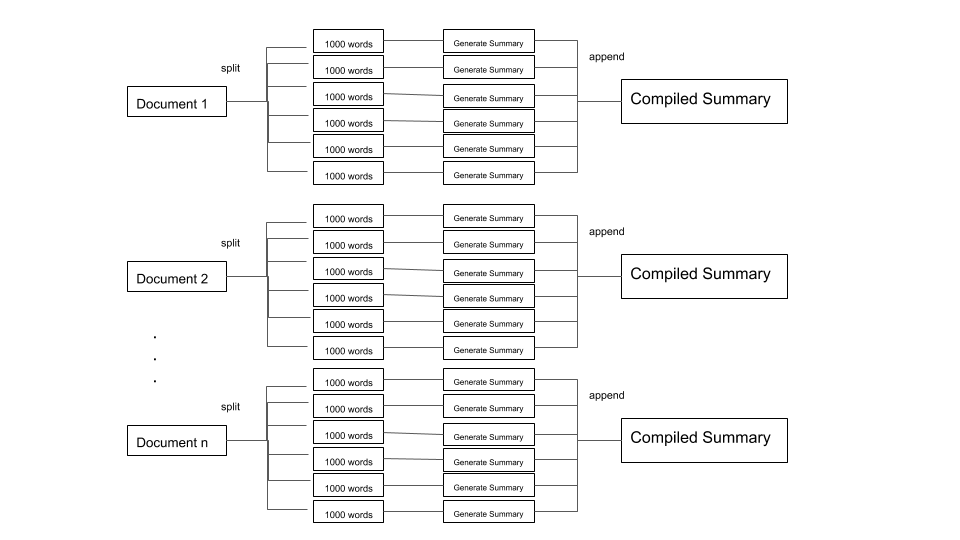 split
Document 1
1000 words
1000 words
1000 words
1000 words
1000 words
1000 words
Generate Summary
Generate Summary
Generate Summary
Generate Summary
Generate Summary
Generate Summary
append
Compiled Summary
split
Document 2
1000 words
1000 words
1000 words
1000 words
1000 words
1000 words
Generate Summary
Generate Summary
Generate Summary
Generate Summary
Generate Summary
Generate Summary
append
Compiled Summary
.
.
.
split
Document n
1000 words
1000 words
1000 words
1000 words
1000 words
1000 words
Generate Summary
Generate Summary
Generate Summary
Generate Summary
Generate Summary
Generate Summary
append
Compiled Summary